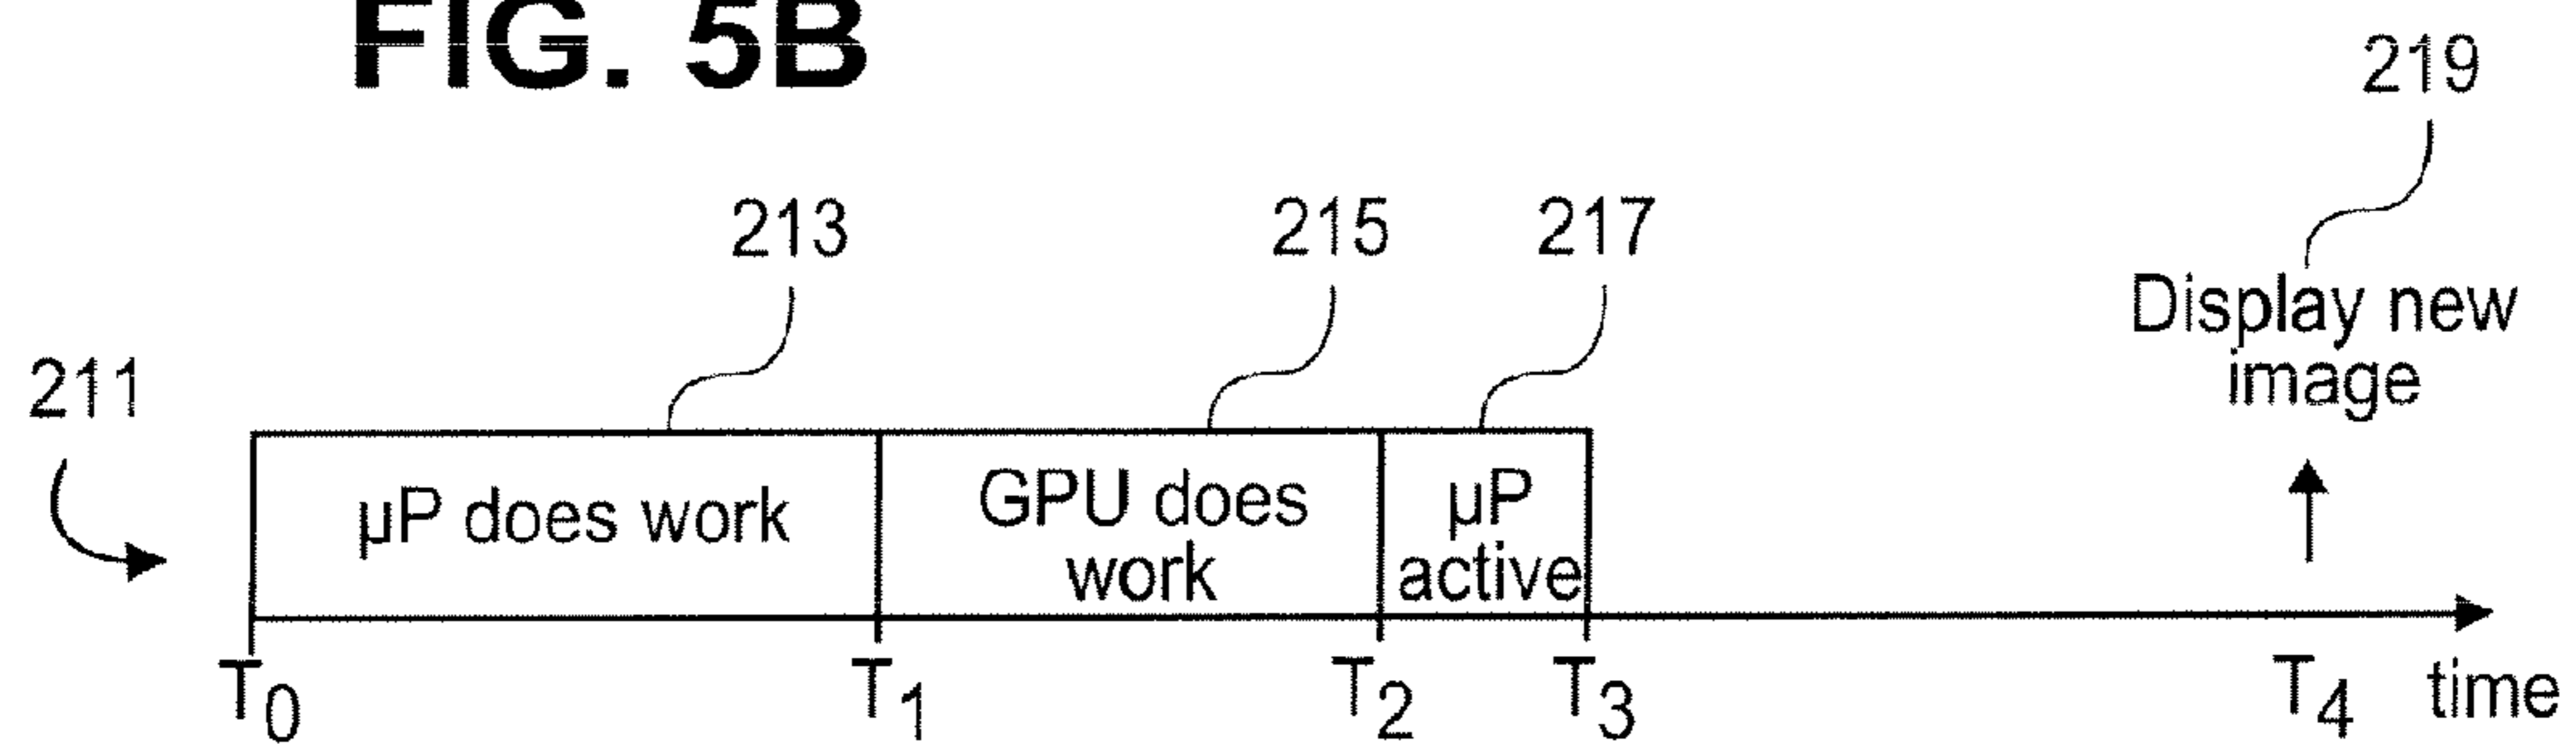 FIG. 5B
219
213
215
217
Display new
image
211
µP does work
GPU does
work
µP
active
T0
T1
T2
T3
T4
time